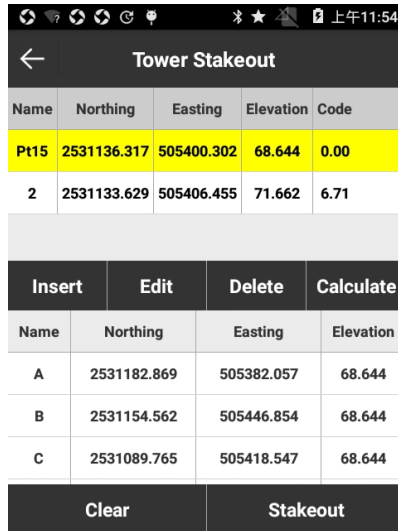 上午11:54
Tower Stakeout
Name Northing Easting Elevation Code
Pt15 2531136.317 505400.302 68.644 0.00
2 2531133.629 505406.455 71.662 6.71
Insert Edit Delete Calculate
Name Northing Easting Elevation
A 2531182.869 505382.057 68.644
B 2531154.562 505446.854 68.644
C 2531089.765 505418.547 68.644
Clear Stakeout